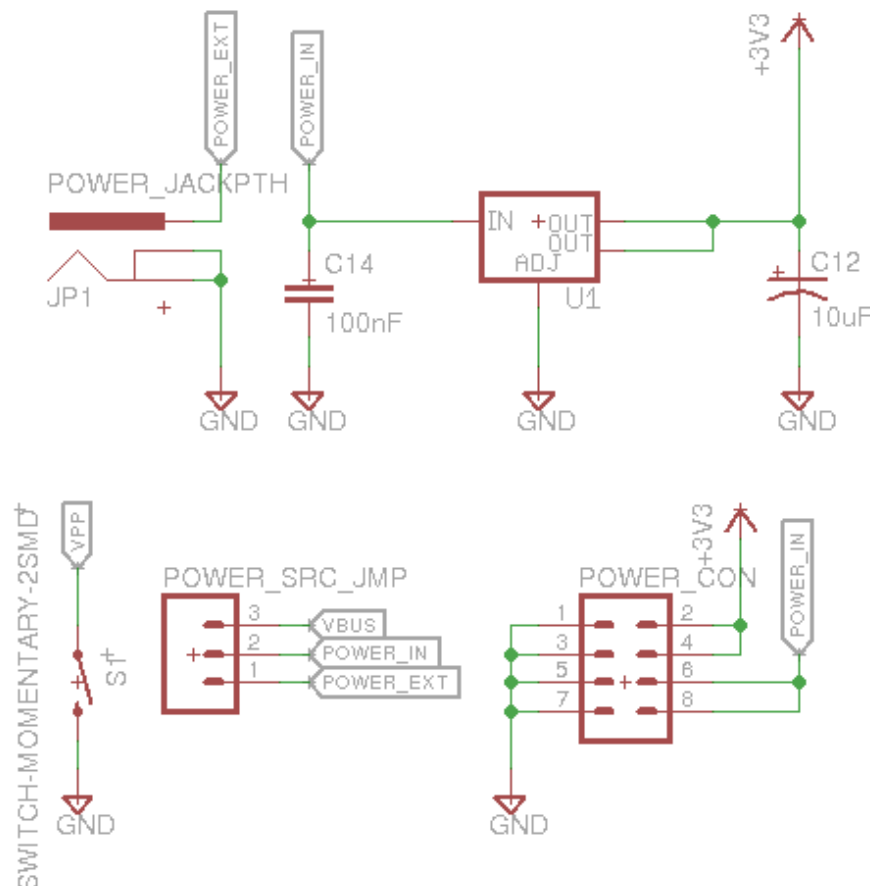 POWER_EXT
POWER_IN
+3V3
POWER_JACKPTH
JP1
C14
100nF
IN
OUT
OUT
ADJ
U1
C12
10uF
GND
GND
GND
GND
SWITCH-MOMENTARY-2SMD
VPP
S1
GND
POWER_SRC_JMP
3
VBUS
2
POWER_IN
1
POWER_EXT
+3V3
POWER_IN
POWER_CON
1
2
3
4
5
6
7
8
GND